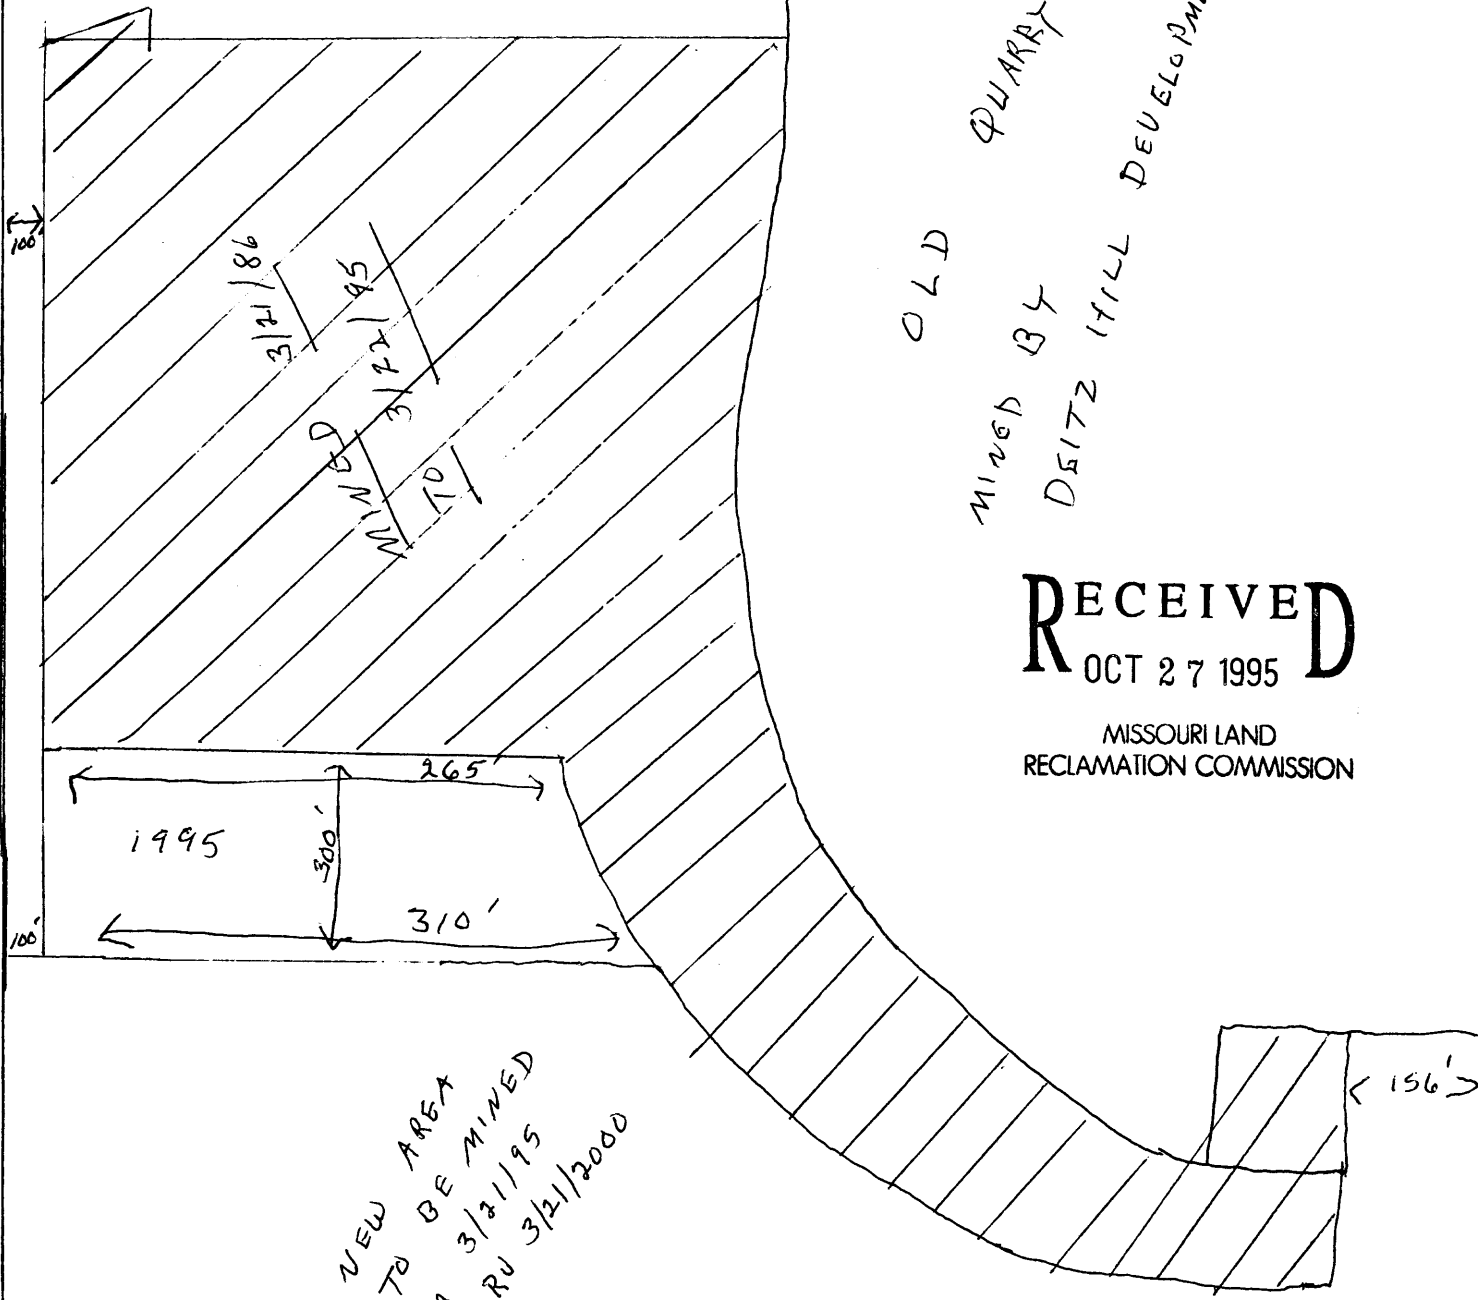 OLD QUARRY
MINED BY
DEITZ HILL DEVELOPM
100'
3/21/86
3/22/95
MINED
TO
RECEIVED
OCT 27 1995
MISSOURI LAND
RECLAMATION COMMISSION
265
1995
300'
310'
100'
156'
NEW AREA
TO BE MINED
3/21/95
RU 3/21/2000